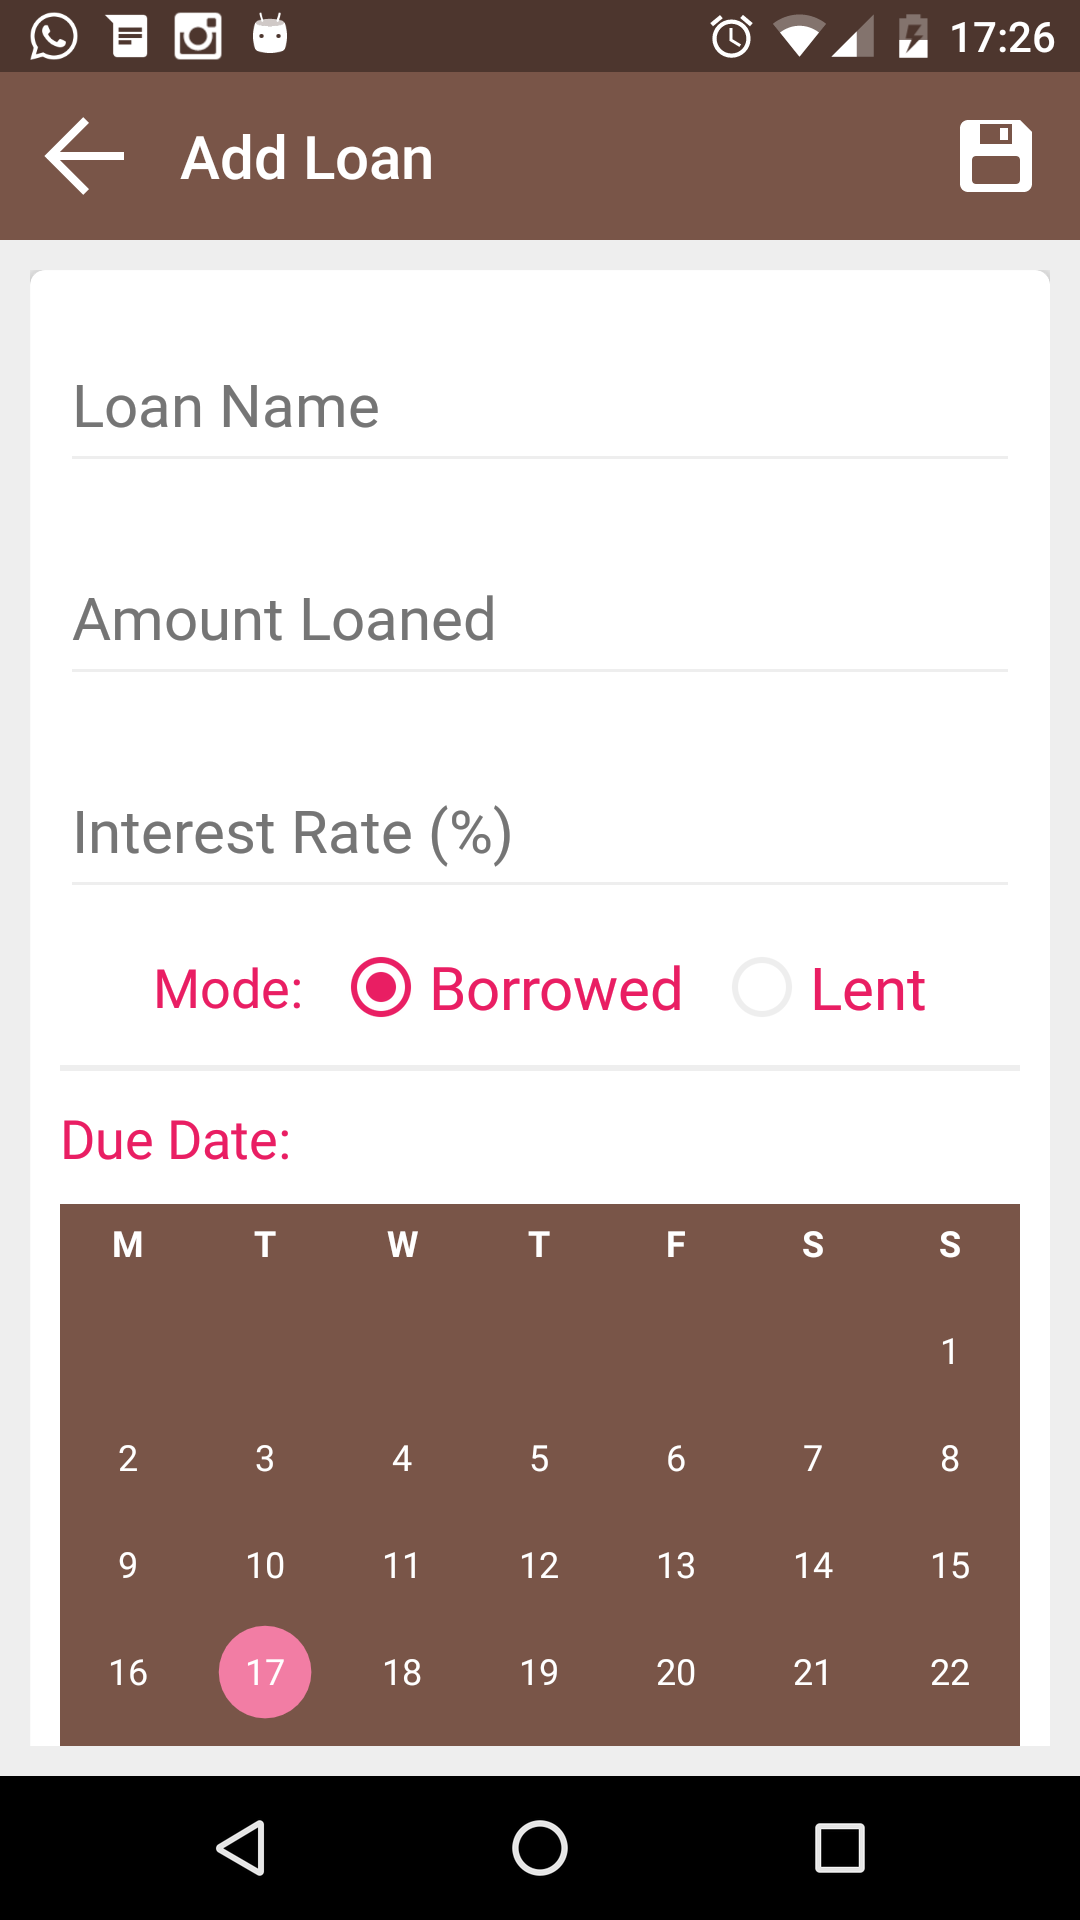 17:26
Add Loan
Loan Name
Amount Loaned
Interest Rate (%)
Mode: Borrowed Lent
Due Date:
M T W T F S S
1
2 3 4 5 6 7 8
9 10 11 12 13 14 15
16 17 18 19 20 21 22